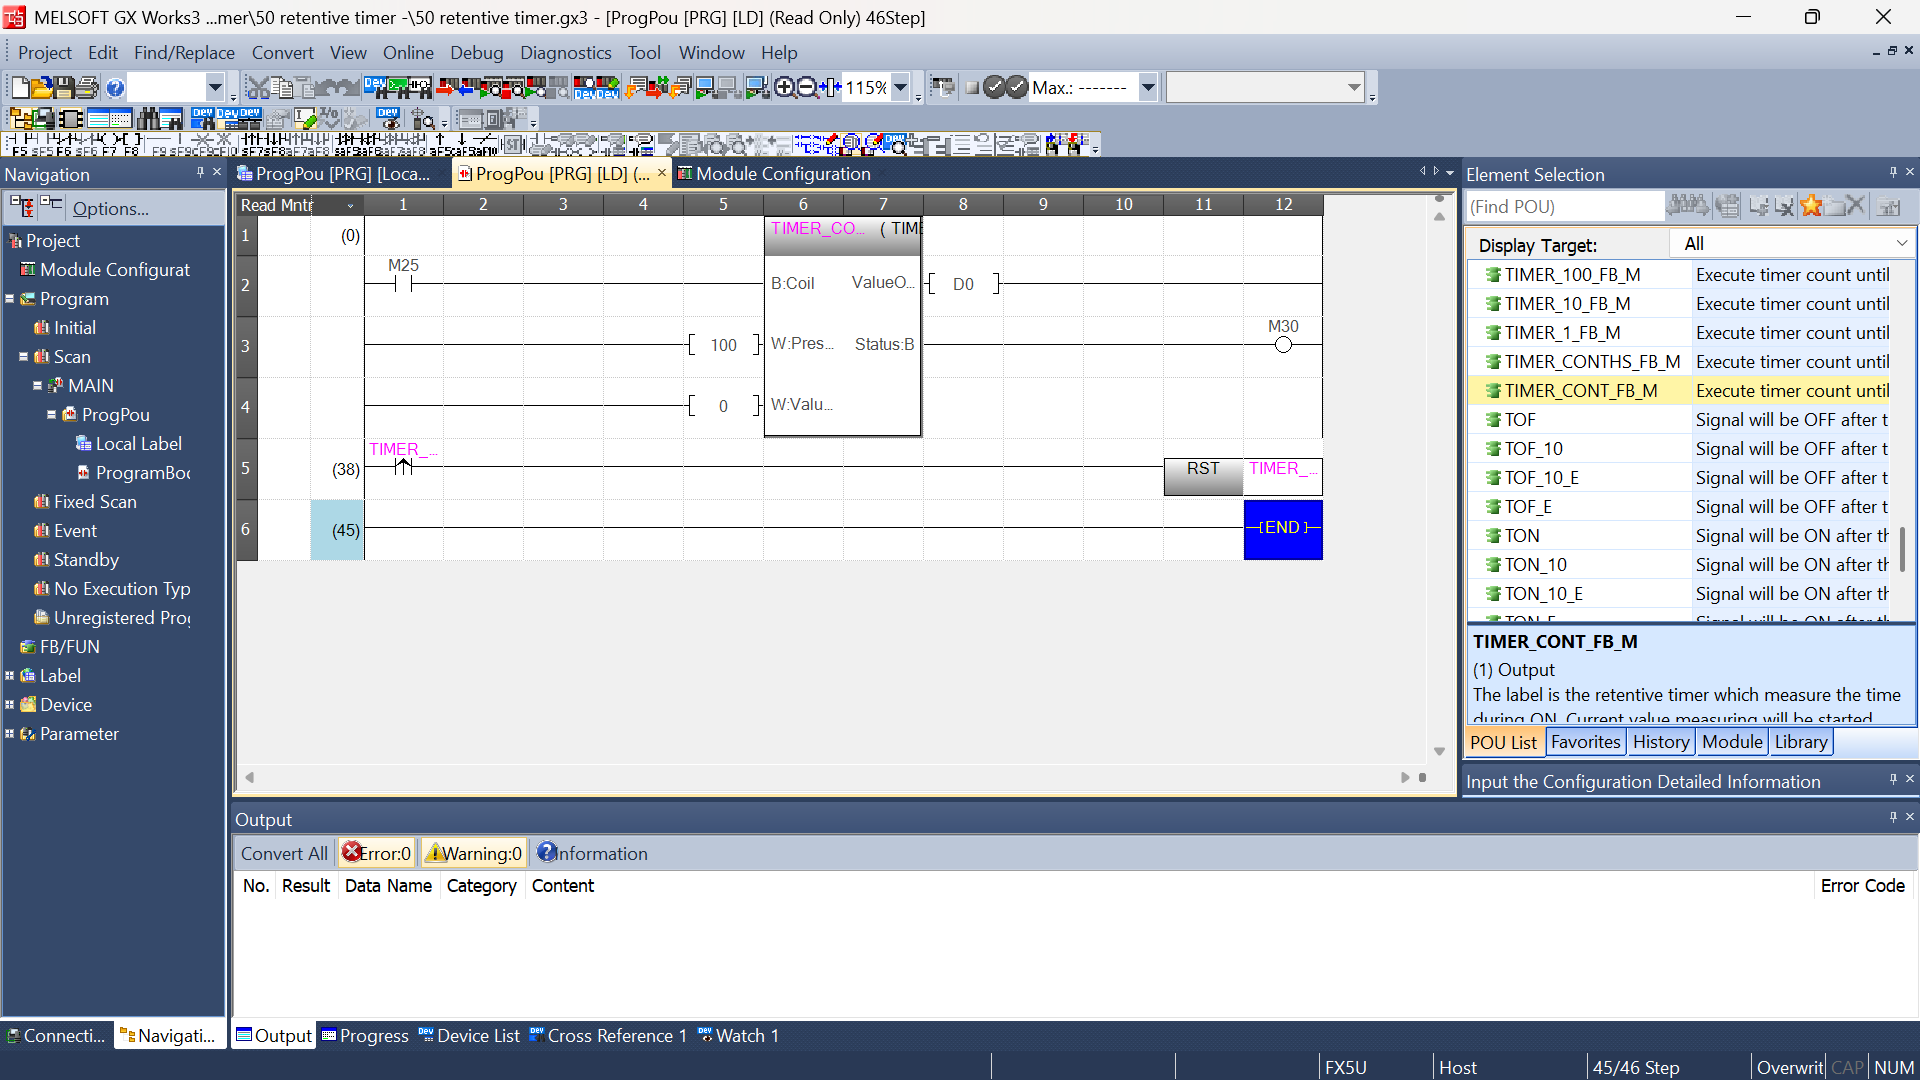 MELSOFT GX Works3 ...mer\50 retentive timer -\50 retentive timer.gx3 - [ProgPou [PRG] [LD] (Read Only) 46Step]
Project Edit Find/Replace Convert View Online Debug Diagnostics Tool Window Help
115% Max.: -------
Navigation
ProgPou [PRG] [Loca... ProgPou [PRG] [LD] (... Module Configuration
Element Selection
Options...
Project
Module Configurat
Program
Initial
Scan
MAIN
ProgPou
Local Label
ProgramBo
Fixed Scan
Event
Standby
No Execution Typ
Unregistered Pro
FB/FUN
Label
Device
Parameter
Read Mntr 1 2 3 4 5 6 7 8 9 10 11 12
1 (0) TIMER_CO... ( TIME
2 M25 B:Coil ValueO... D0
3 100 W:Pres... Status:B M30
4 0 W:Valu...
5 (38) TIMER_... RST TIMER_...
6 (45) [END]
(Find POU)
Display Target: All
TIMER_100_FB_M Execute timer count until
TIMER_10_FB_M Execute timer count until
TIMER_1_FB_M Execute timer count until
TIMER_CONTHS_FB_M Execute timer count until
TIMER_CONT_FB_M Execute timer count until
TOF Signal will be OFF after t
TOF_10 Signal will be OFF after t
TOF_10_E Signal will be OFF after t
TOF_E Signal will be OFF after t
TON Signal will be ON after th
TON_10 Signal will be ON after th
TON_10_E Signal will be ON after th
TIMER_CONT_FB_M
(1) Output
The label is the retentive timer which measure the time
during ON. Current value measuring will be started
POU List Favorites History Module Library
Input the Configuration Detailed Information
Output
Convert All Error:0 Warning:0 Information
No. Result Data Name Category Content Error Code
Connecti... Navigati... Output Progress Device List Cross Reference 1 Watch 1
FX5U Host 45/46 Step Overwrit CAP NUM